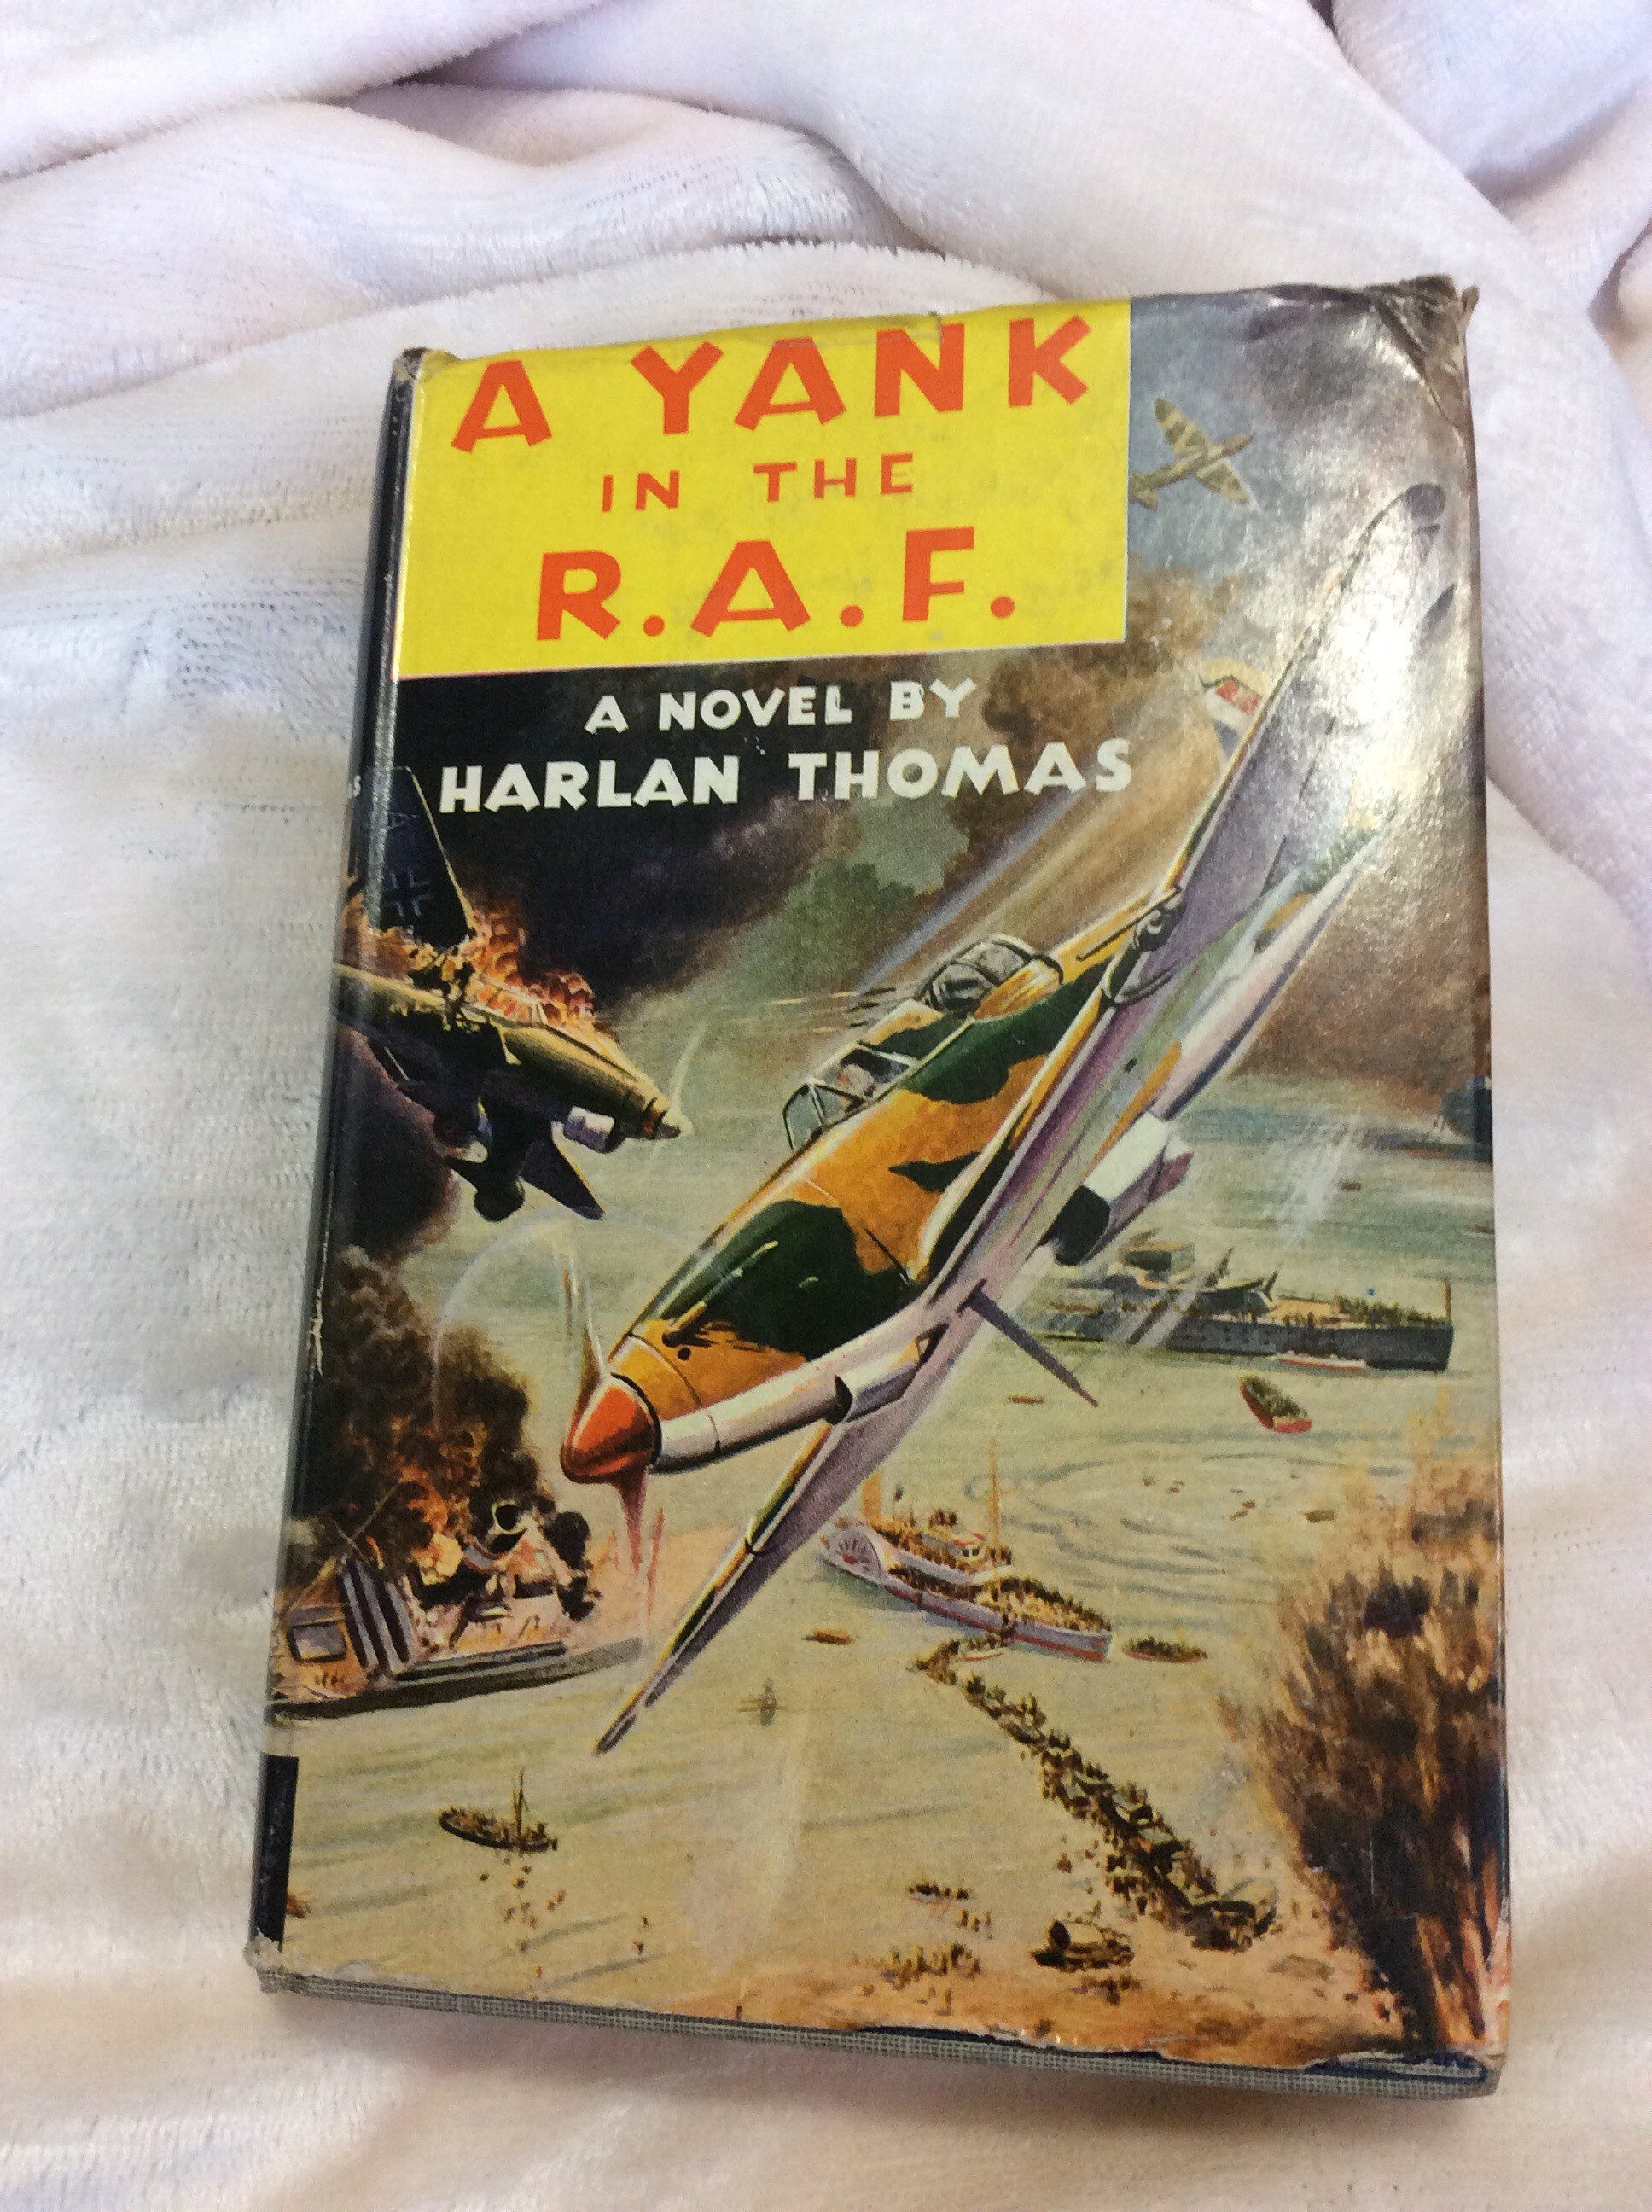 A YANK
IN THE
R.A.F.
A NOVEL BY
HARLAN THOMAS